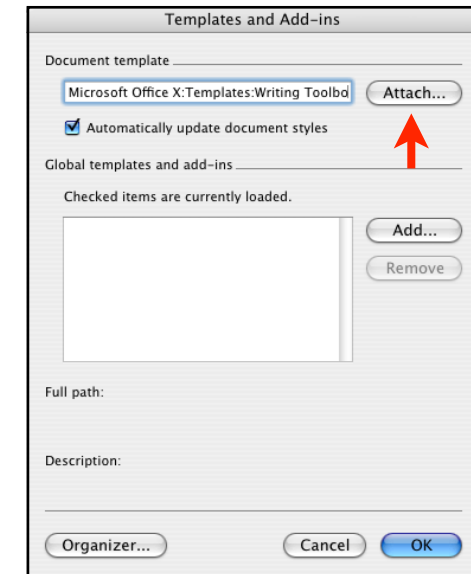 Templates and Add-ins
Document template
Microsoft Office X:Templates:Writing Toolbo
Attach...
Automatically update document styles
Global templates and add-ins
Checked items are currently loaded.
Add...
Remove
Full path:
Description:
Organizer...
Cancel
OK